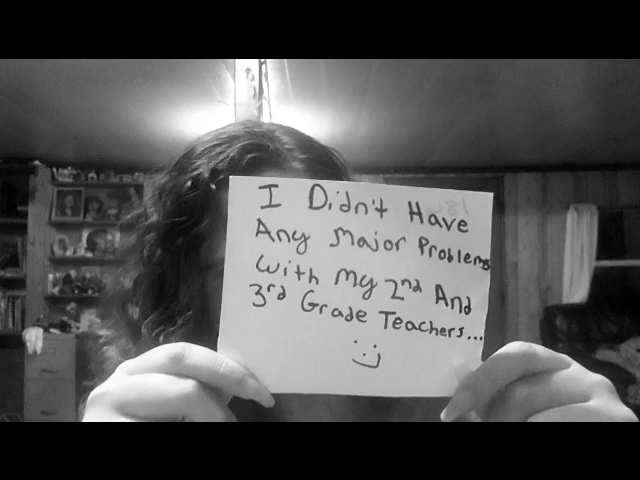 I Didn't Have
Any Major Problems
With My 2nd And
3rd Grade Teachers...
:)